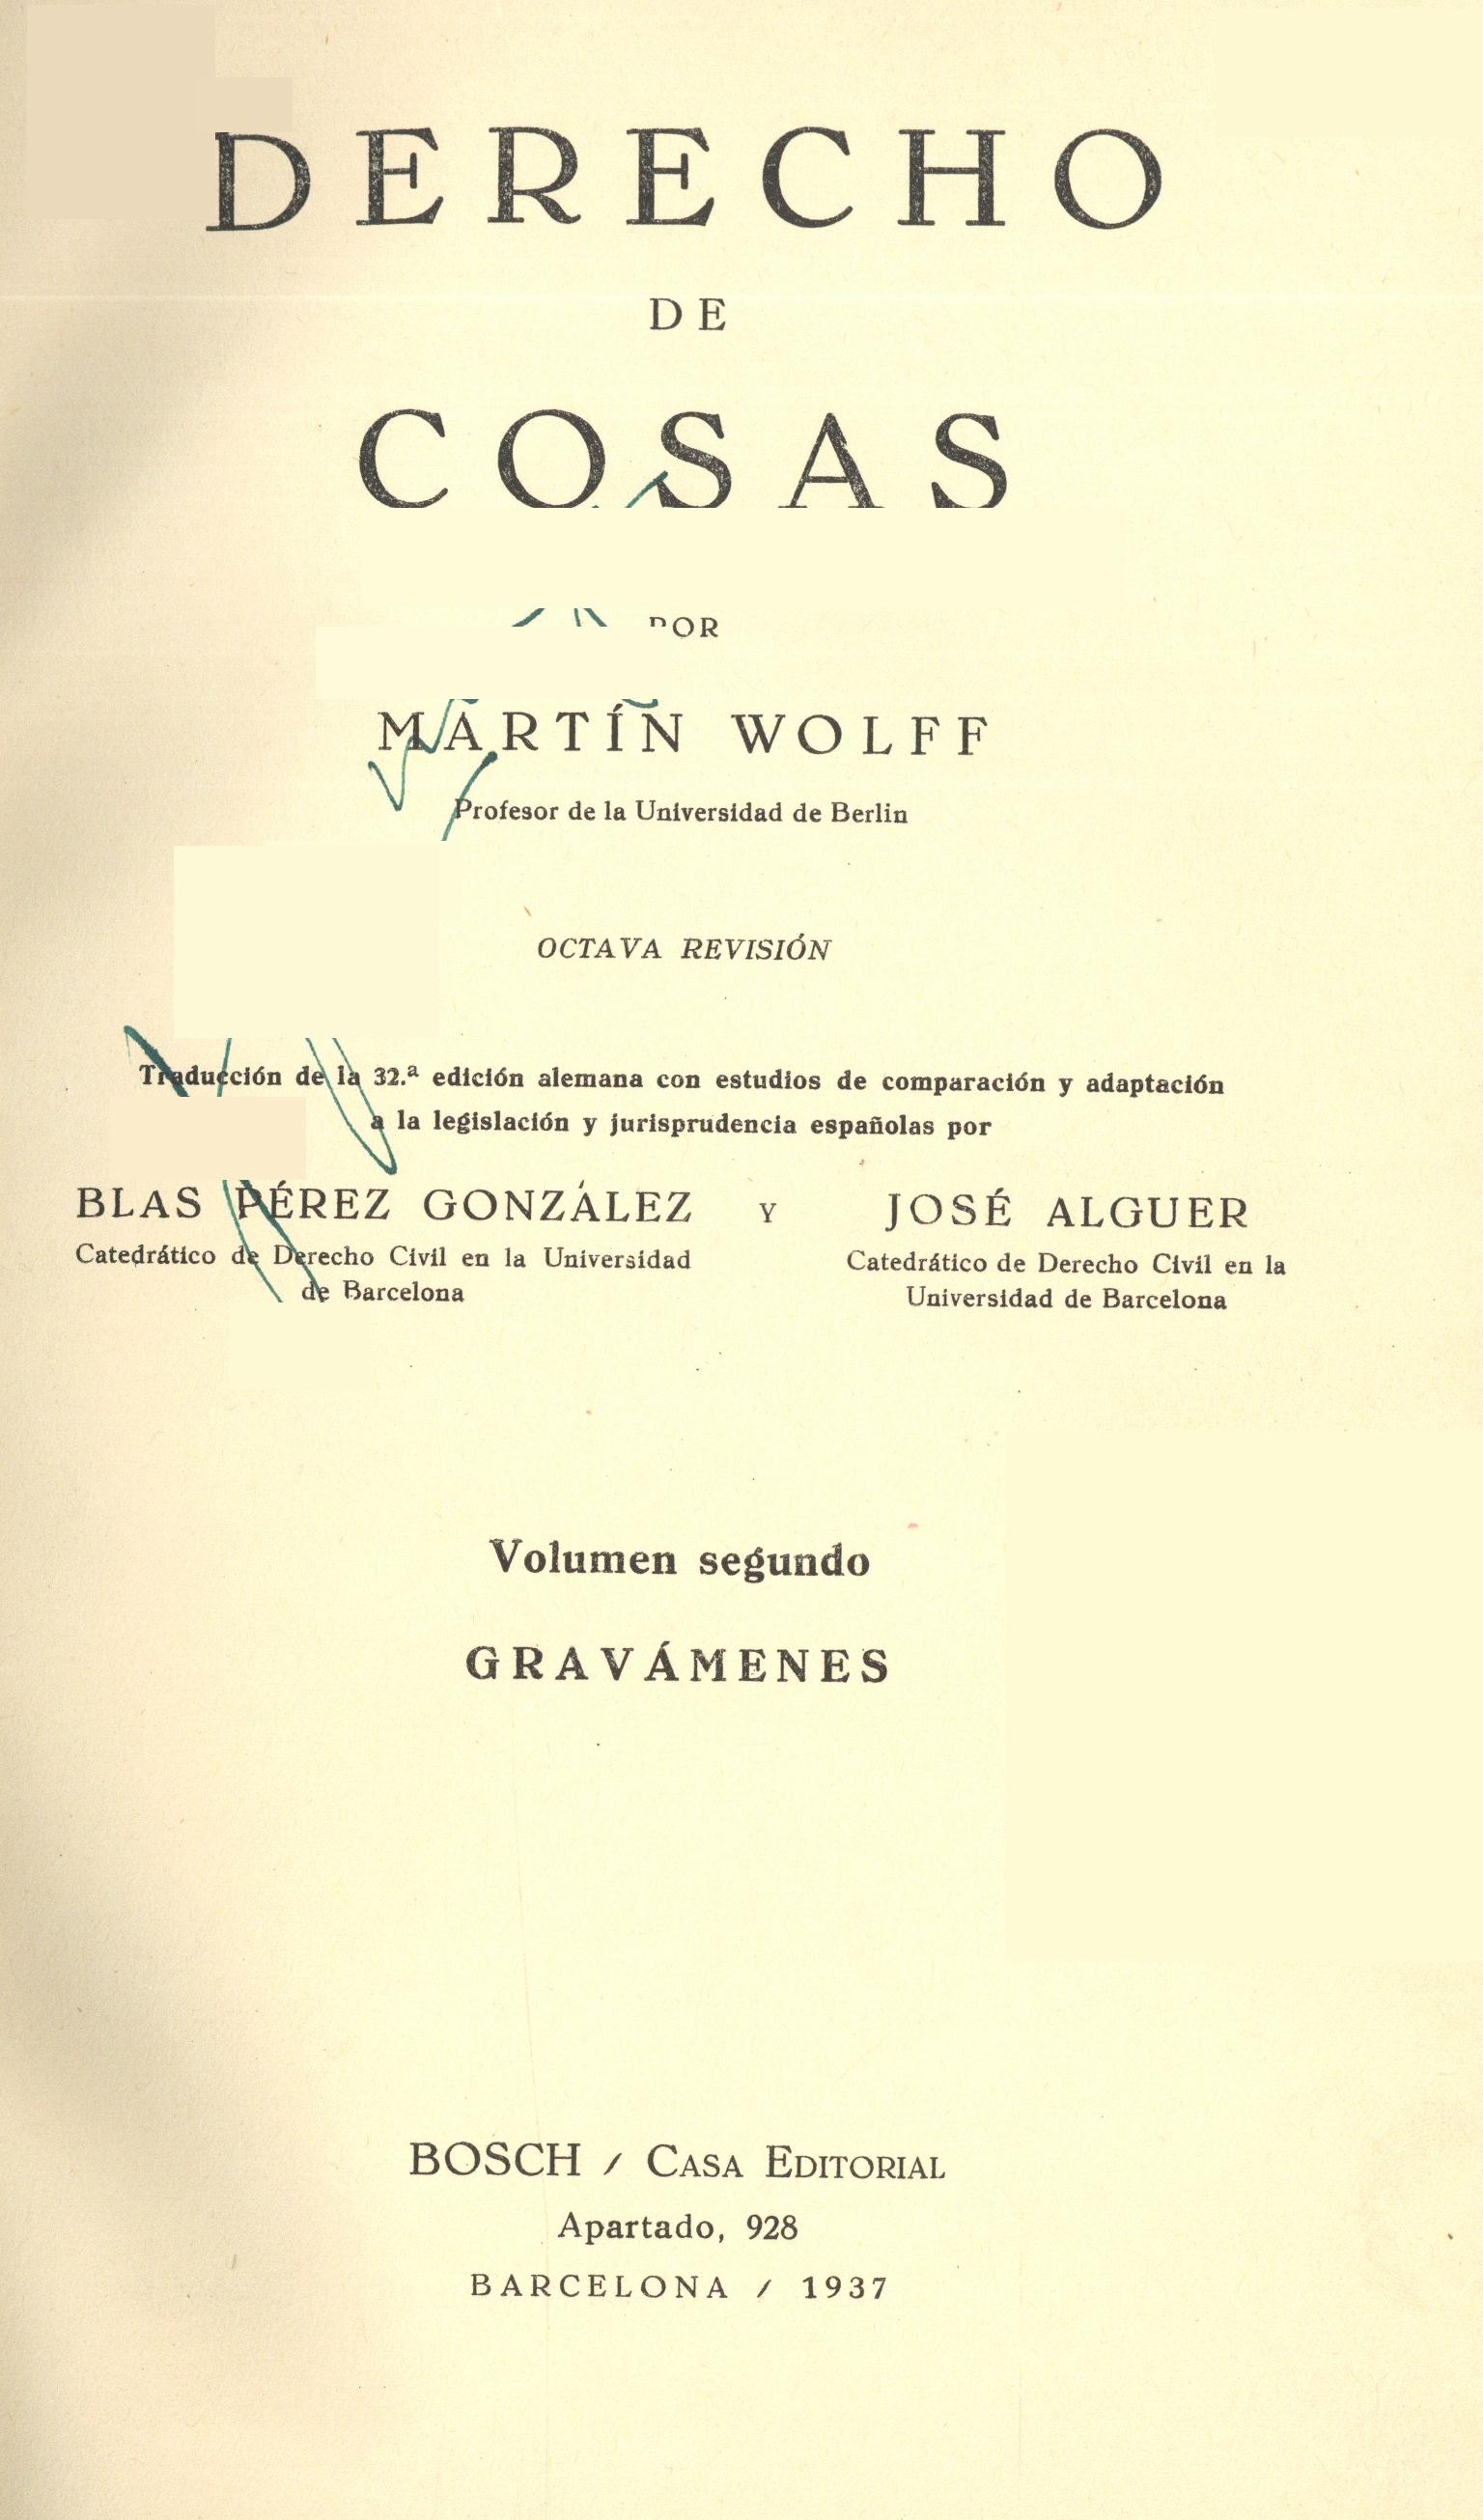 DERECHO
DE
COSAS
POR
MARTÍN WOLFF
Profesor de la Universidad de Berlin
OCTAVA REVISIÓN
Traducción de la 32.ª edición alemana con estudios de comparación y adaptación
a la legislación y jurisprudencia españolas por
BLAS PÉREZ GONZÁLEZ Y JOSÉ ALGUER
Catedrático de Derecho Civil en la Universidad
de Barcelona
Catedrático de Derecho Civil en la
Universidad de Barcelona
Volumen segundo
GRAVÁMENES
BOSCH / CASA EDITORIAL
Apartado, 928
BARCELONA / 1937